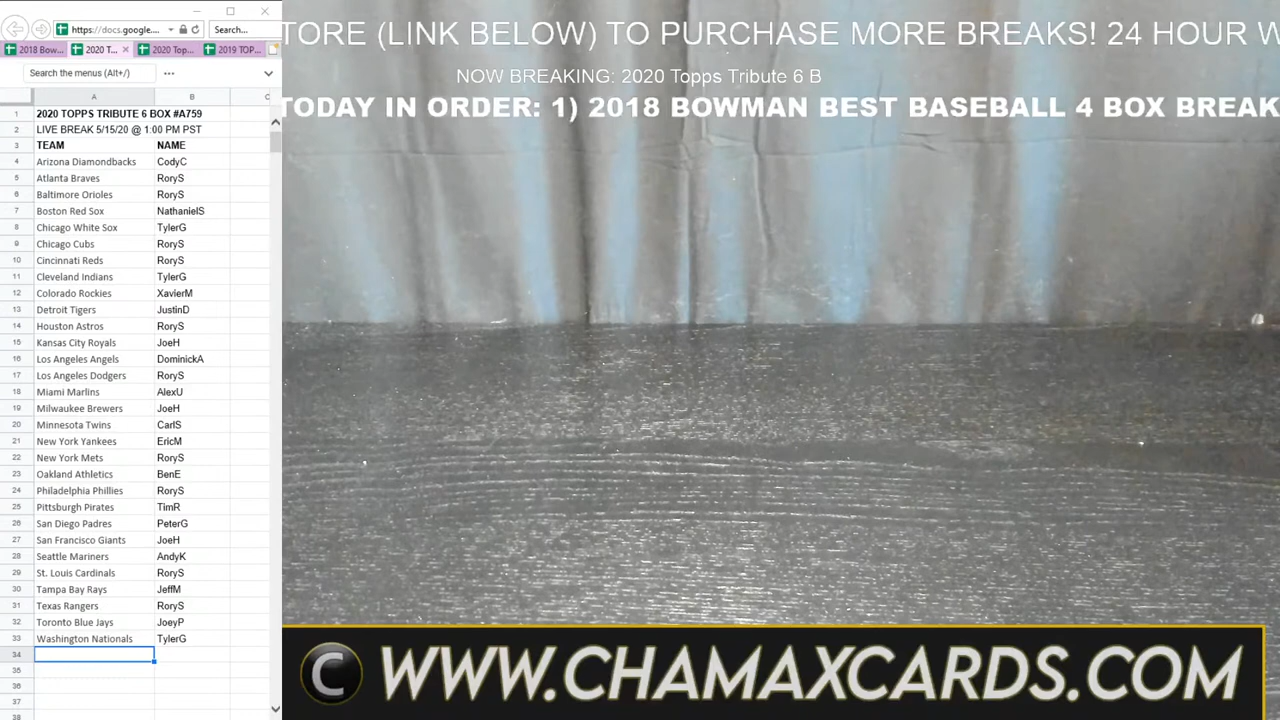 https://docs.google....
Search...
2018 Bow...
2020 T...
2020 Top...
2019 TOP...
Search the menus (Alt+/)
A B C
1 2020 TOPPS TRIBUTE 6 BOX #A759
2 LIVE BREAK 5/15/20 @ 1:00 PM PST
3 TEAM NAME
4 Arizona Diamondbacks CodyC
5 Atlanta Braves RoryS
6 Baltimore Orioles RoryS
7 Boston Red Sox NathanielS
8 Chicago White Sox TylerG
9 Chicago Cubs RoryS
10 Cincinnati Reds RoryS
11 Cleveland Indians TylerG
12 Colorado Rockies XavierM
13 Detroit Tigers JustinD
14 Houston Astros RoryS
15 Kansas City Royals JoeH
16 Los Angeles Angels DominickA
17 Los Angeles Dodgers RoryS
18 Miami Marlins AlexU
19 Milwaukee Brewers JoeH
20 Minnesota Twins CarlS
21 New York Yankees EricM
22 New York Mets RoryS
23 Oakland Athletics BenE
24 Philadelphia Phillies RoryS
25 Pittsburgh Pirates TimR
26 San Diego Padres PeterG
27 San Francisco Giants JoeH
28 Seattle Mariners AndyK
29 St. Louis Cardinals RoryS
30 Tampa Bay Rays JeffM
31 Texas Rangers RoryS
32 Toronto Blue Jays JoeyP
33 Washington Nationals TylerG
34
35
36
37
38
TORE (LINK BELOW) TO PURCHASE MORE BREAKS! 24 HOUR W
NOW BREAKING: 2020 Topps Tribute 6 B
TODAY IN ORDER: 1) 2018 BOWMAN BEST BASEBALL 4 BOX BREAK
C WWW.CHAMAXCARDS.COM